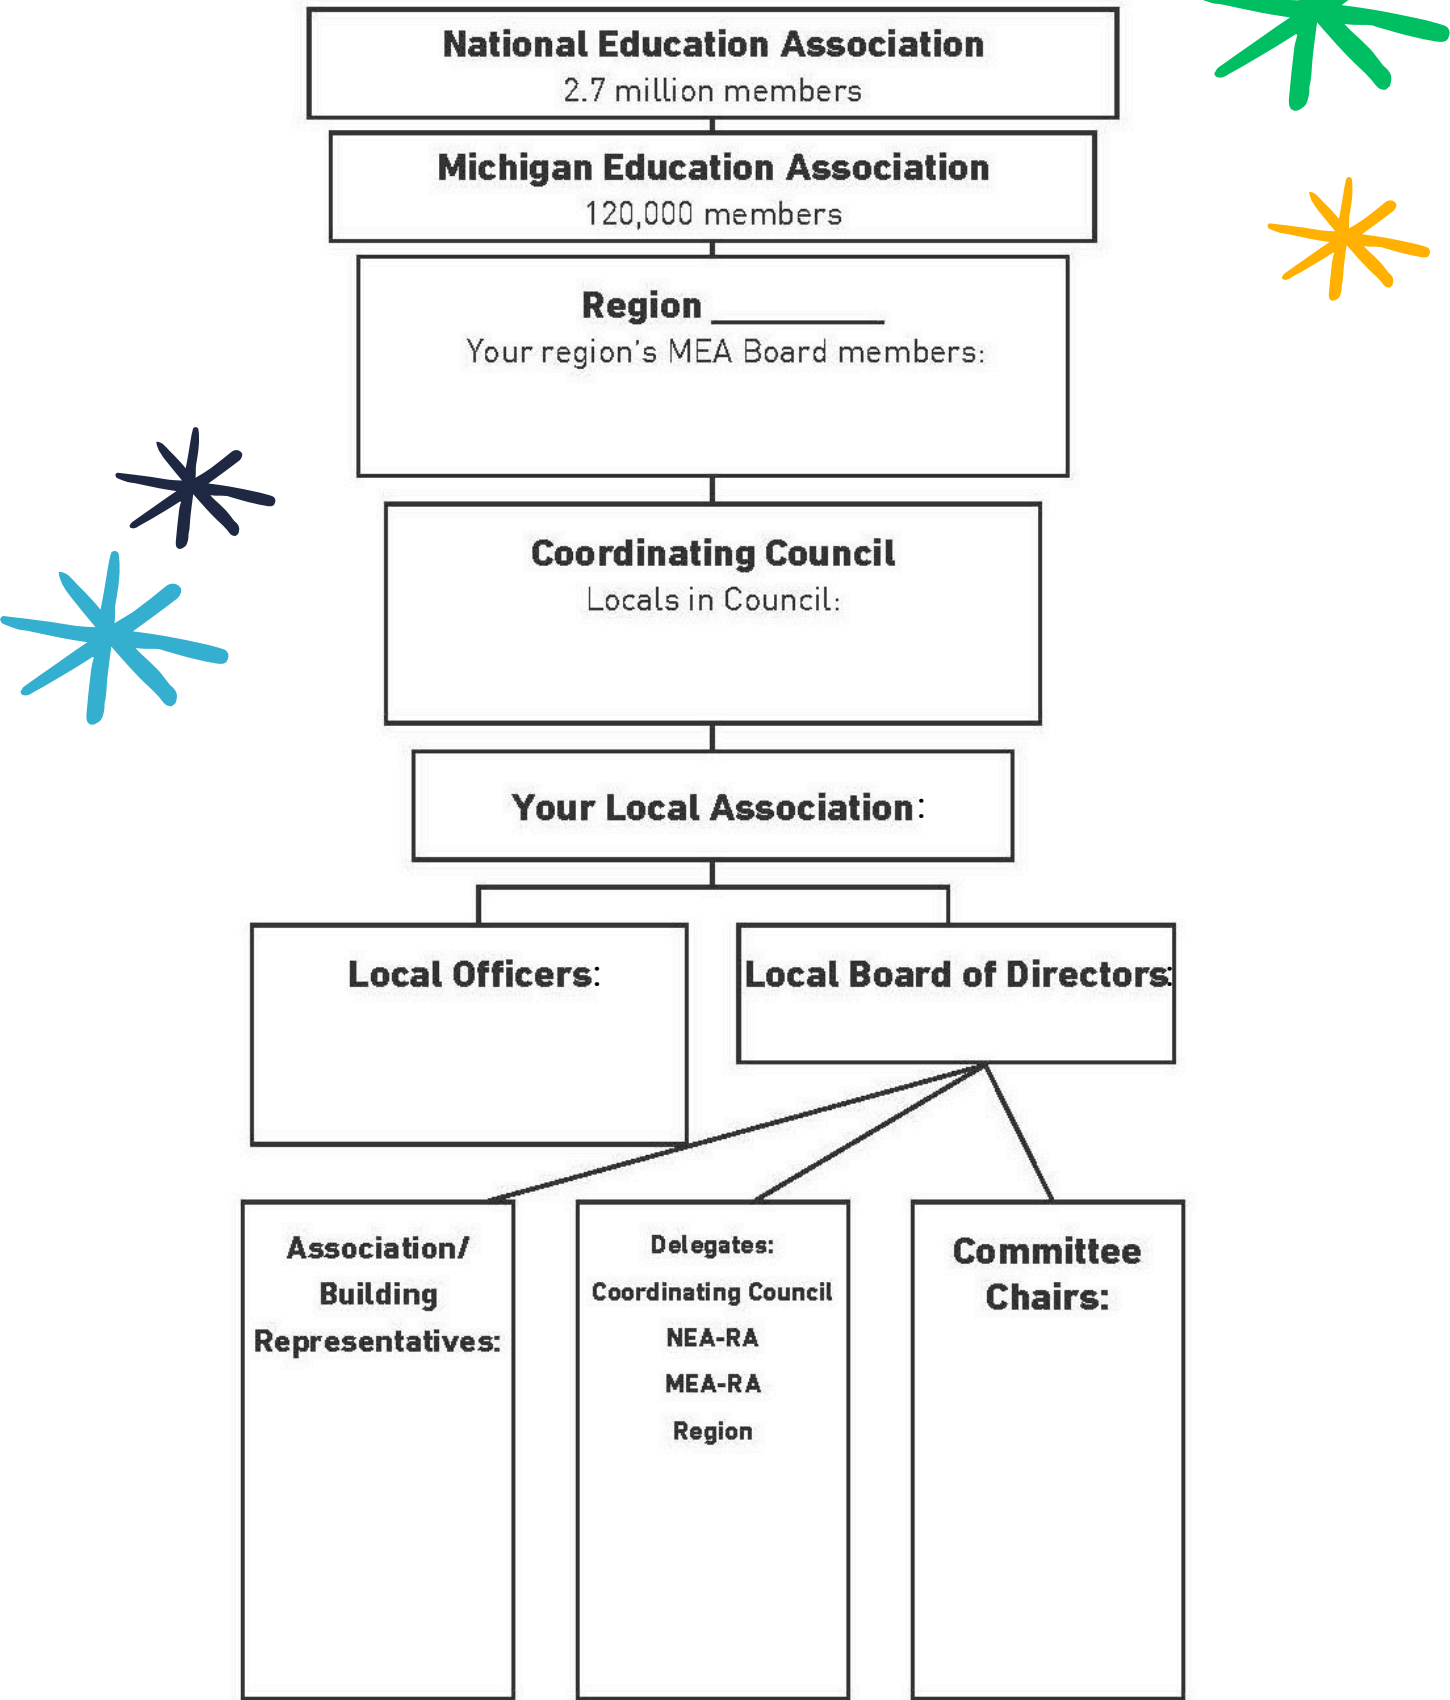 National Education Association
2.7 million members
Michigan Education Association
120,000 members
Region __________
Your region's MEA Board members:
Coordinating Council
Locals in Council:
Your Local Association:
Local Officers:
Local Board of Directors:
Association/
Building
Representatives:
Delegates:
Coordinating Council
NEA-RA
MEA-RA
Region
Committee
Chairs: